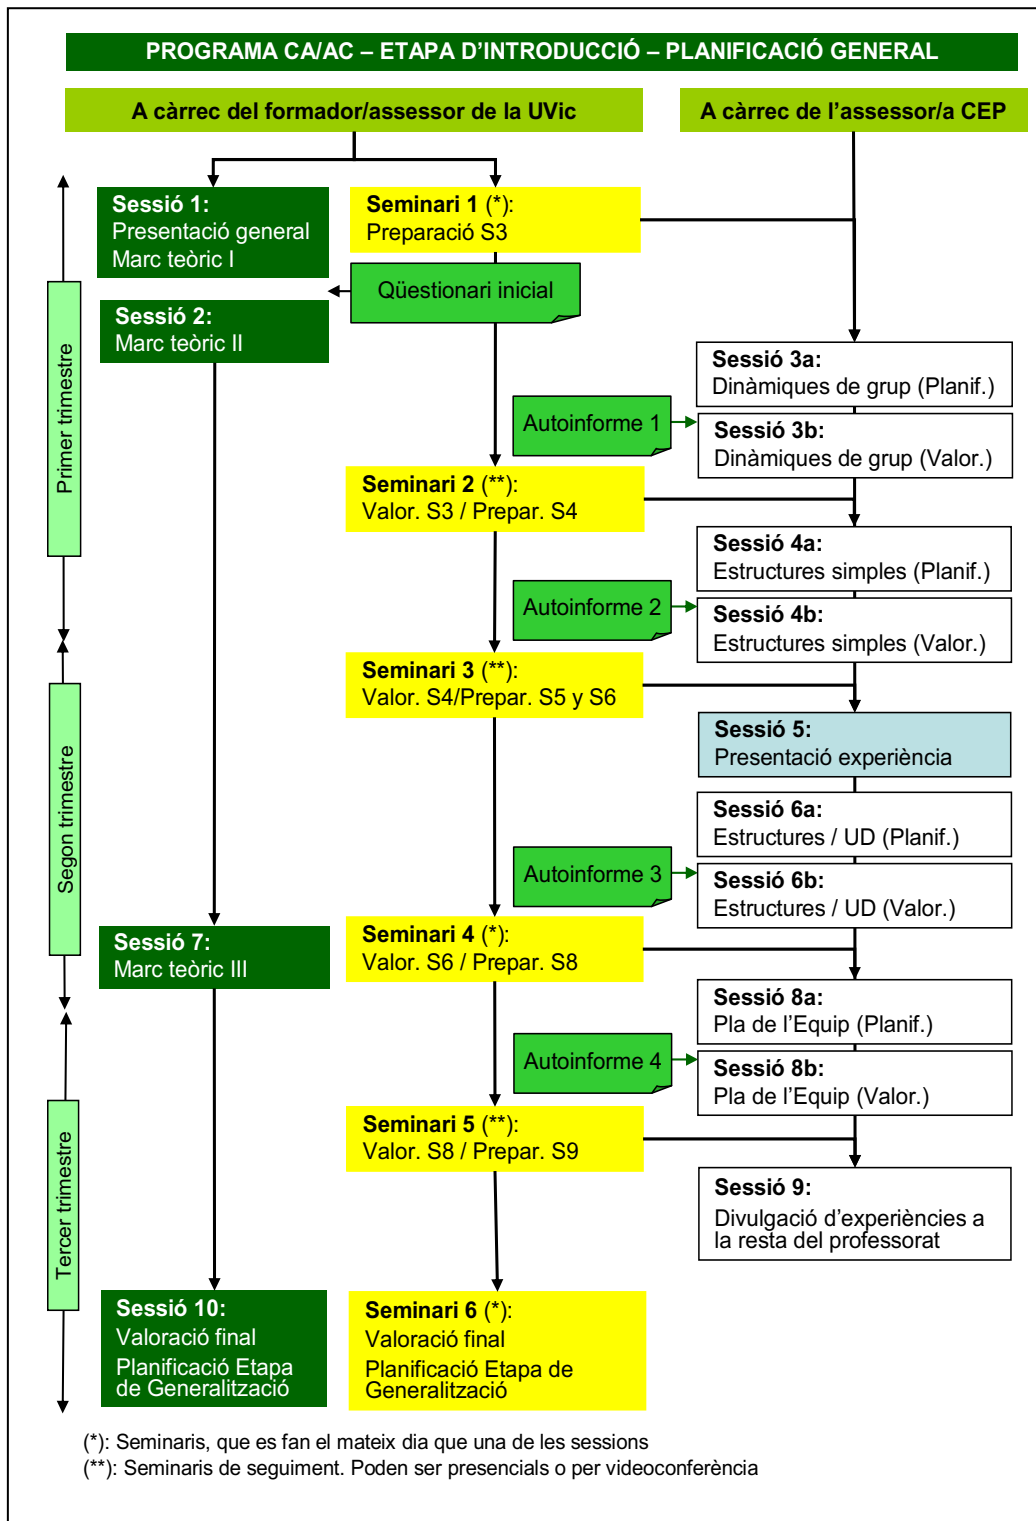 PROGRAMA CA/AC – ETAPA D'INTRODUCCIÓ – PLANIFICACIÓ GENERAL
A càrrec del formador/assessor de la UVic
A càrrec de l'assessor/a CEP
Sessió 1:
Presentació general
Marc teòric I
Seminari 1 (*):
Preparació S3
Qüestionari inicial
Sessió 2:
Marc teòric II
Primer trimestre
Sessió 3a:
Dinàmiques de grup (Planif.)
Autoinforme 1
Sessió 3b:
Dinàmiques de grup (Valor.)
Seminari 2 (**):
Valor. S3 / Prepar. S4
Sessió 4a:
Estructures simples (Planif.)
Autoinforme 2
Sessió 4b:
Estructures simples (Valor.)
Seminari 3 (**):
Valor. S4/Prepar. S5 y S6
Segon trimestre
Sessió 5:
Presentació experiència
Sessió 6a:
Estructures / UD (Planif.)
Autoinforme 3
Sessió 6b:
Estructures / UD (Valor.)
Sessió 7:
Marc teòric III
Seminari 4 (*):
Valor. S6 / Prepar. S8
Sessió 8a:
Pla de l'Equip (Planif.)
Autoinforme 4
Sessió 8b:
Pla de l'Equip (Valor.)
Seminari 5 (**):
Valor. S8 / Prepar. S9
Tercer trimestre
Sessió 9:
Divulgació d'experiències a
la resta del professorat
Sessió 10:
Valoració final
Planificació Etapa
de Generalització
Seminari 6 (*):
Valoració final
Planificació Etapa de
Generalització
(*): Seminaris, que es fan el mateix dia que una de les sessions
(**): Seminaris de seguiment. Poden ser presencials o per videoconferència